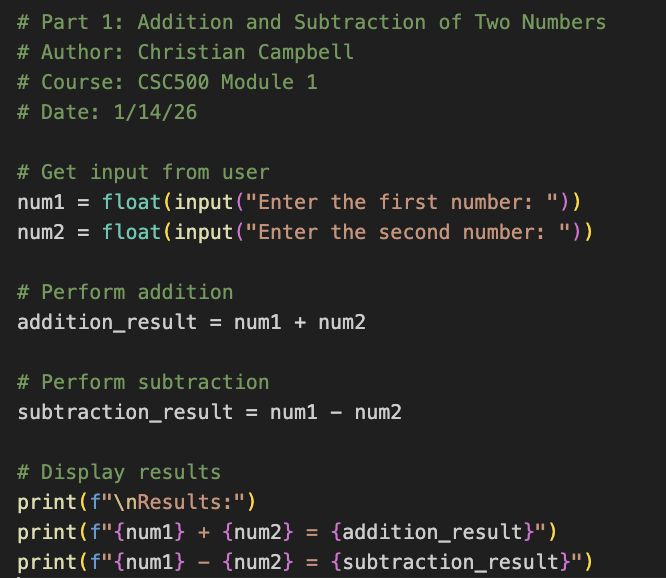 # Part 1: Addition and Subtraction of Two Numbers
# Author: Christian Campbell
# Course: CSC500 Module 1
# Date: 1/14/26
# Get input from user
num1 = float(input("Enter the first number: "))
num2 = float(input("Enter the second number: "))
# Perform addition
addition_result = num1 + num2
# Perform subtraction
subtraction_result = num1 - num2
# Display results
print(f"\nResults:")
print(f"{num1} + {num2} = {addition_result}")
print(f"{num1} - {num2} = {subtraction_result}")